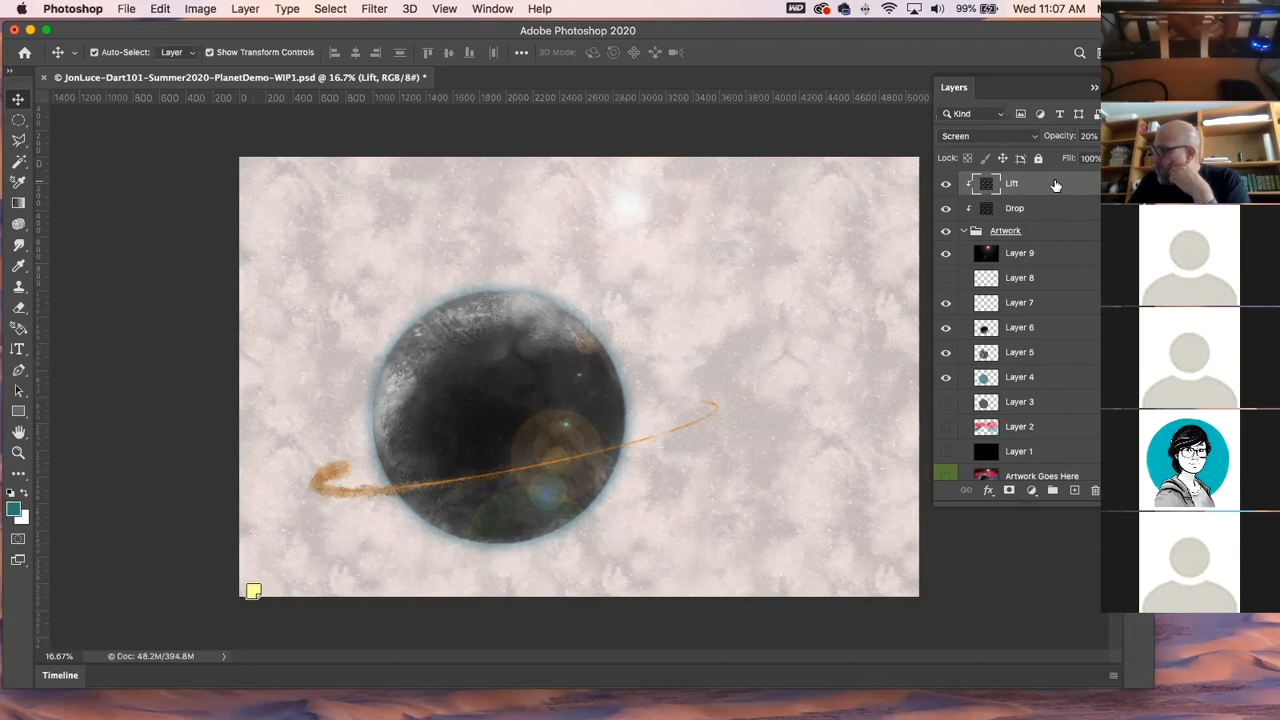 Photoshop File Edit Image Layer Type Select Filter 3D View Window Help 99% Wed 11:07 AM
Adobe Photoshop 2020
Auto-Select: Layer Show Transform Controls 3D Mode:
© JonLuce-Dart101-Summer2020-PlanetDemo-WIP1.psd @ 16.7% (Lift, RGB/8#) *
1400 1200 1000 800 600 400 200 0 200 400 600 800 1000 1200 1400 1600 1800 2000 2200 2400 2600 2800 3000 3200 3400 3600 3800 4000 4200 4400 4600 4800 5000
Layers
Kind
Screen Opacity: 20%
Lock: Fill: 100%
Lift
Drop
Artwork
Layer 9
Layer 8
Layer 7
Layer 6
Layer 5
Layer 4
Layer 3
Layer 2
Layer 1
Artwork Goes Here
fx
16.67% © Doc: 48.2M/394.8M
Timeline